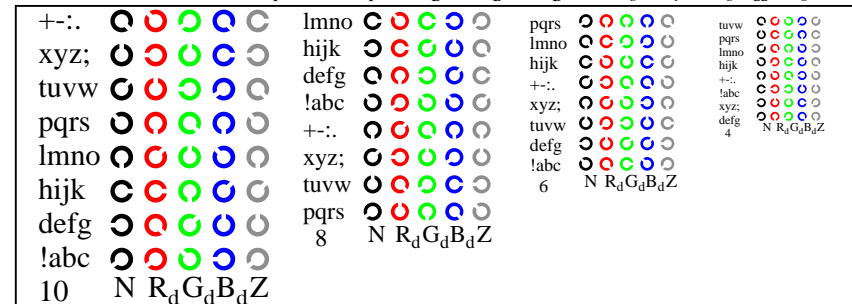 +-:.
xyz;
tuvw
pqrs
lmno
hijk
defg
!abc
10 N RdGdBdZ
lmno
hijk
defg
!abc
+-:.
xyz;
tuvw
pqrs
8 N RdGdBdZ
pqrs
lmno
hijk
+-:.
xyz;
tuvw
defg
!abc
6 N RdGdBdZ
tuvw
pqrs
lmno
hijk
+-:.
!abc
xyz;
defg
4 N RdGdBdZ